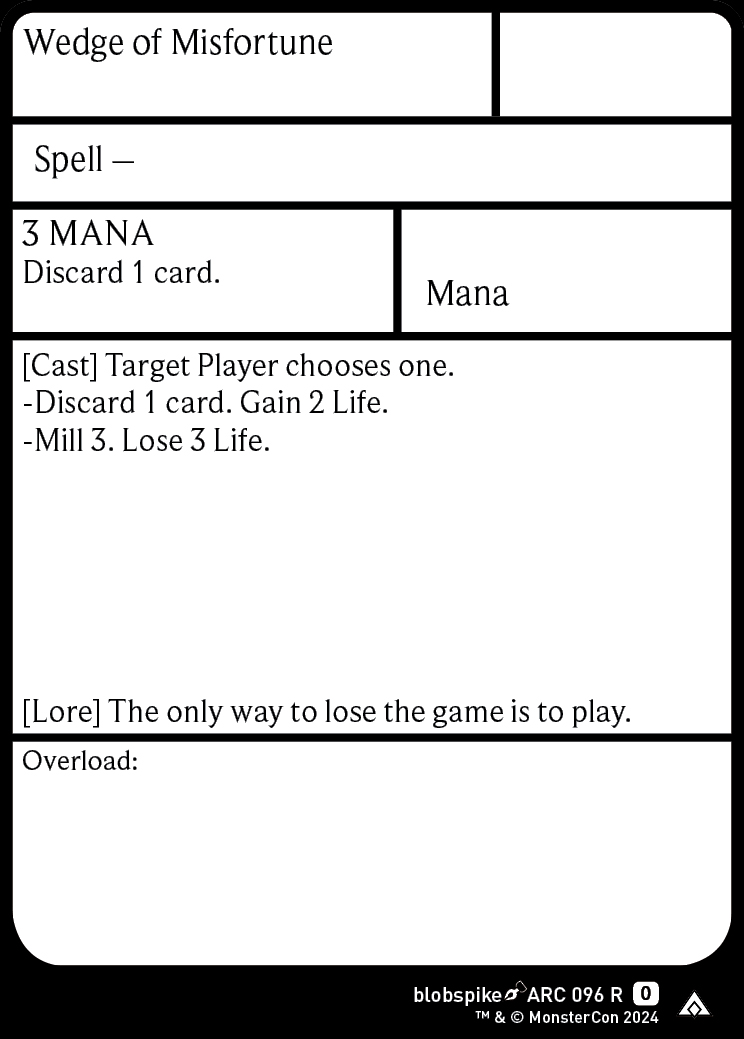 Wedge of Misfortune
Spell —
3 MANA
Discard 1 card.
Mana
[Cast] Target Player chooses one.
-Discard 1 card. Gain 2 Life.
-Mill 3. Lose 3 Life.
[Lore] The only way to lose the game is to play.
Overload:
blobspike ARC 096 R 0
™ & © MonsterCon 2024